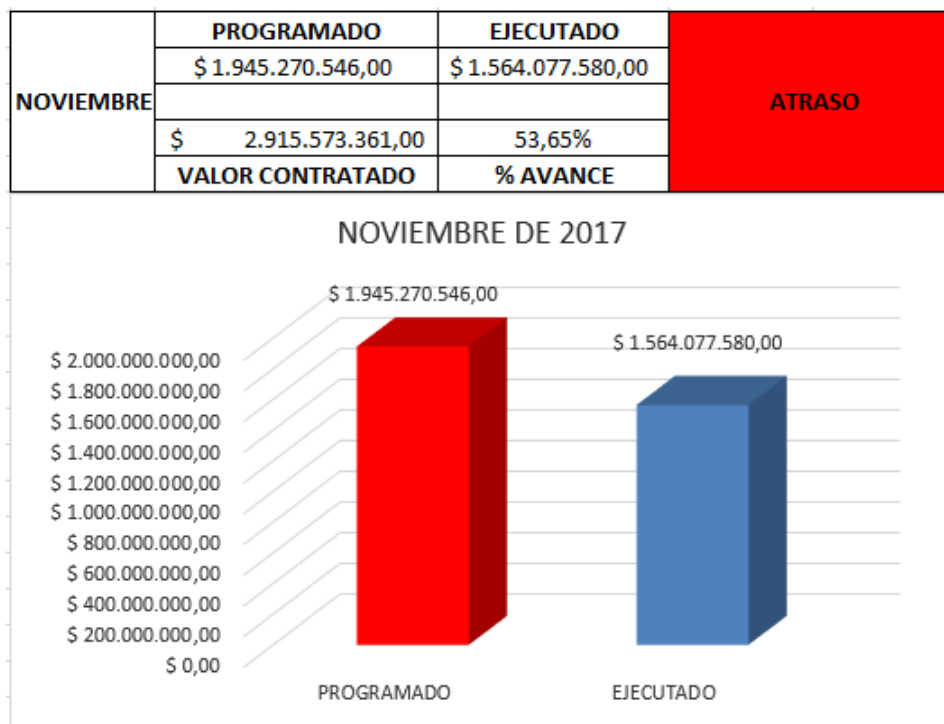 PROGRAMADO EJECUTADO
$ 1.945.270.546,00 $ 1.564.077.580,00
NOVIEMBRE ATRASO
$ 2.915.573.361,00 53,65%
VALOR CONTRATADO % AVANCE
NOVIEMBRE DE 2017
$ 1.945.270.546,00
$ 1.564.077.580,00
$ 2.000.000.000,00
$ 1.800.000.000,00
$ 1.600.000.000,00
$ 1.400.000.000,00
$ 1.200.000.000,00
$ 1.000.000.000,00
$ 800.000.000,00
$ 600.000.000,00
$ 400.000.000,00
$ 200.000.000,00
$ 0,00
PROGRAMADO EJECUTADO